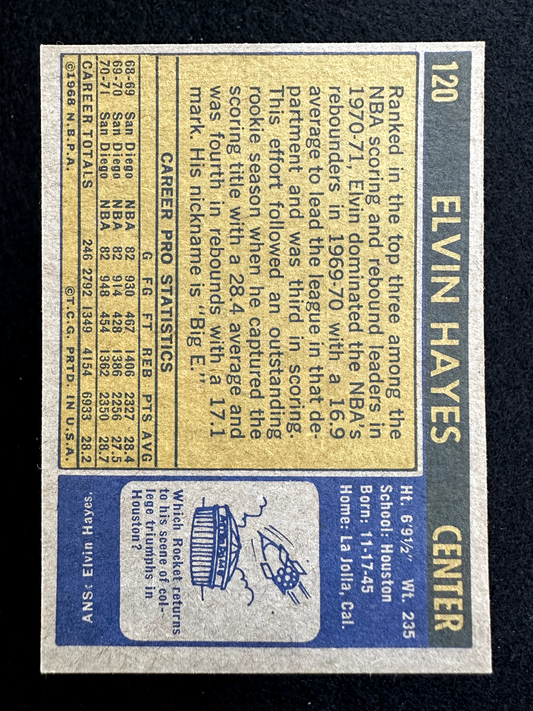 120 ELVIN HAYES CENTER
Ranked in the top three among the
NBA scoring and rebound leaders in
1970-71, Elvin dominated the NBA's
rebounders in 1969-70 with a 16.9
average to lead the league in that de-
partment and was third in scoring.
This effort followed an outstanding
rookie season when he captured the
scoring title with a 28.4 average and
was fourth in rebounds with a 17.1
mark. His nickname is "Big E."
CAREER PRO STATISTICS
G FG FT REB PTS AVG
68-69 San Diego NBA 82 930 467 1406 2327 28.4
69-70 San Diego NBA 82 914 428 1386 2256 27.5
70-71 San Diego NBA 82 948 454 1362 2350 28.7
CAREER TOTALS 246 2792 1349 4154 6933 28.2
©1968 N.B.P.A. ©T.C.G. PRTD. IN U.S.A.
Ht. 6'9½" Wt. 235
School: Houston
Born: 11-17-45
Home: La Jolla, Cal.
Which Rocket returns
to his scene of col-
lege triumphs in
Houston?
ANS: Elvin Hayes.